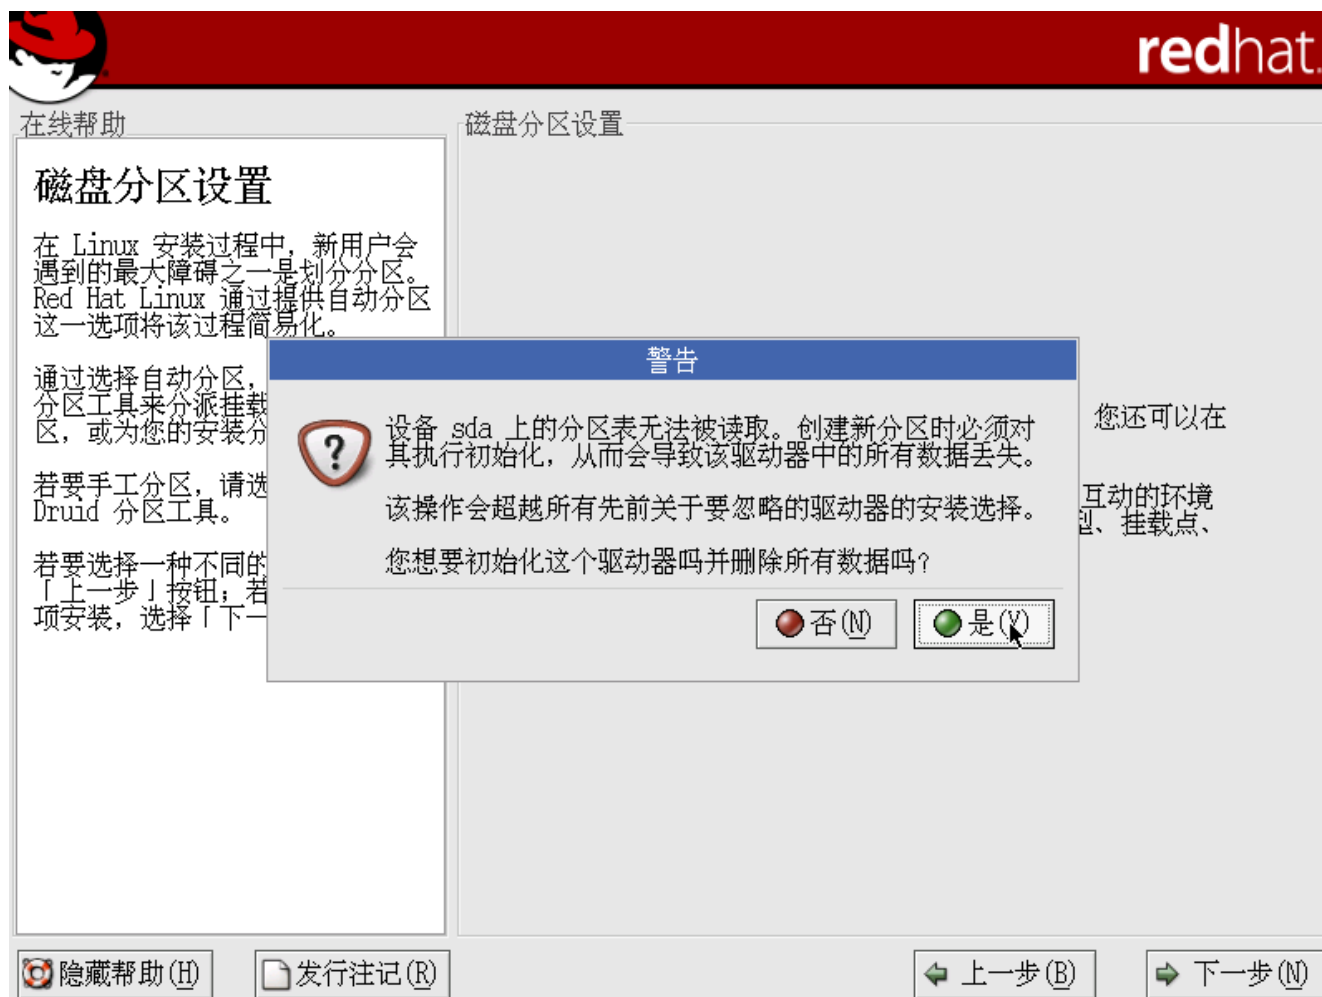 redhat.
在线帮助
磁盘分区设置
磁盘分区设置
在 Linux 安装过程中，新用户会
遇到的最大障碍之一是划分分区。
Red Hat Linux 通过提供自动分区
这一选项将该过程简易化。
通过选择自动分区，
分区工具来分派挂载
区，或为您的安装分
若要手工分区，请选
Druid 分区工具。
若要选择一种不同的
「上一步」按钮；若
项安装，选择「下一
您还可以在
互动的环境
型、挂载点、
警告
设备 sda 上的分区表无法被读取。创建新分区时必须对
其执行初始化，从而会导致该驱动器中的所有数据丢失。
该操作会超越所有先前关于要忽略的驱动器的安装选择。
您想要初始化这个驱动器吗并删除所有数据吗？
否(N)
是(Y)
隐藏帮助(H)
发行注记(R)
上一步(B)
下一步(N)